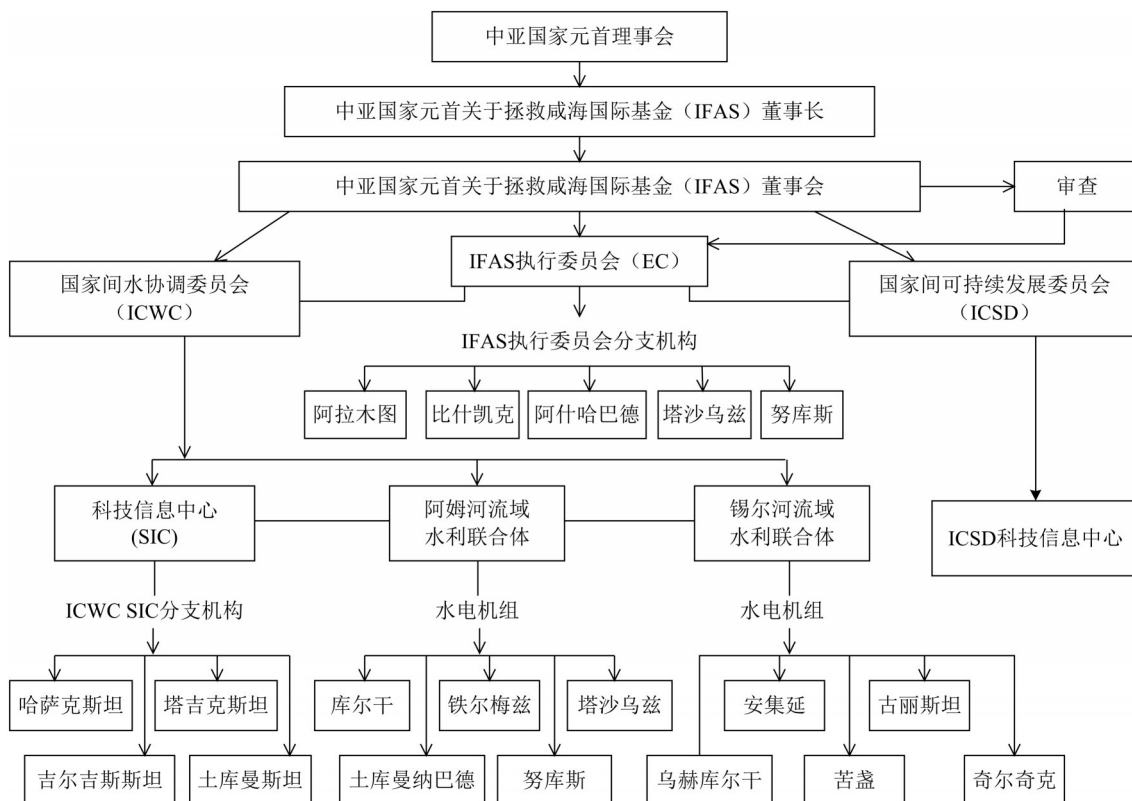 中亚国家元首理事会
中亚国家元首关于拯救咸海国际基金（IFAS）董事长
中亚国家元首关于拯救咸海国际基金（IFAS）董事会
审查
国家间水协调委员会
（ICWC）
IFAS执行委员会（EC）
国家间可持续发展委员会
（ICSD）
IFAS执行委员会分支机构
阿拉木图
比什凯克
阿什哈巴德
塔沙乌兹
努库斯
科技信息中心
(SIC)
阿姆河流域
水利联合体
锡尔河流域
水利联合体
ICSD科技信息中心
ICWC SIC分支机构
水电机组
水电机组
哈萨克斯坦
塔吉克斯坦
库尔干
铁尔梅兹
塔沙乌兹
安集延
古丽斯坦
吉尔吉斯斯坦
土库曼斯坦
土库曼纳巴德
努库斯
乌赫库尔干
苦盏
奇尔奇克